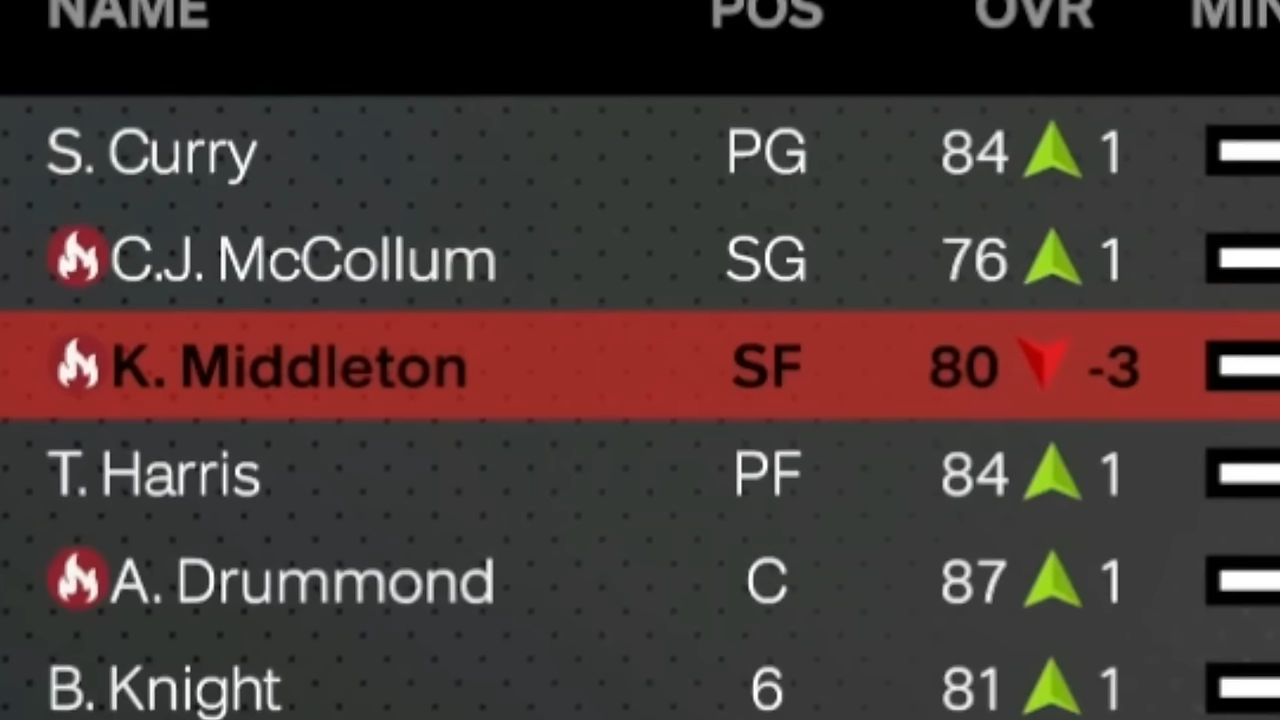 NAME POS OVR MIN
S. Curry PG 84 1
C.J. McCollum SG 76 1
K. Middleton SF 80 -3
T. Harris PF 84 1
A. Drummond C 87 1
B. Knight 6 81 1